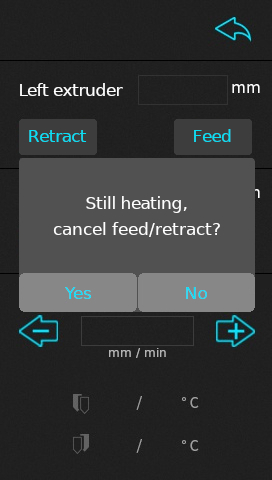 Left extruder mm
Retract Feed
Still heating,
cancel feed/retract?
Yes No
mm / min
/ °C
/ °C